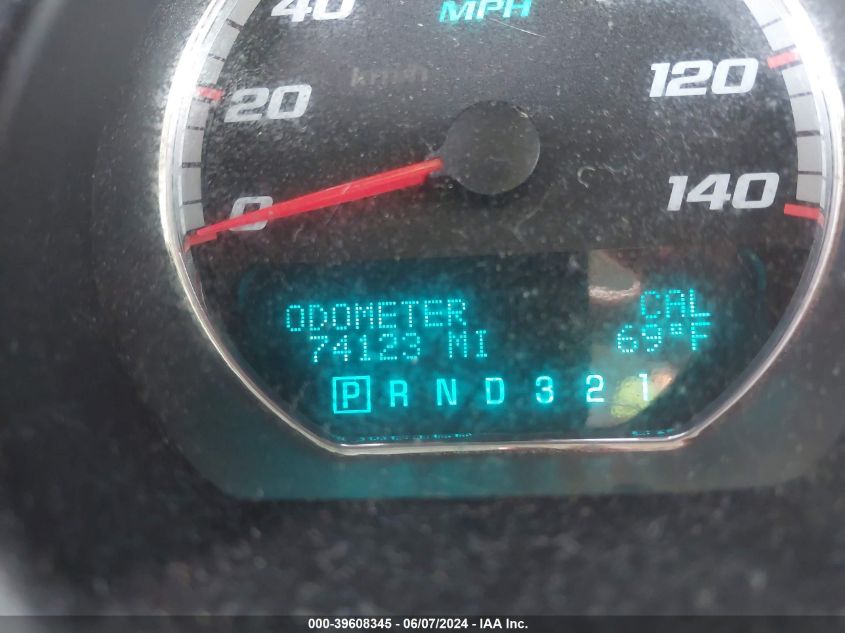 40 MPH
km/h
20 120
0 140
ODOMETER CAL
74123 MI 69°F
P R N D 3 2 1
000-39608345 - 06/07/2024 - IAA Inc.